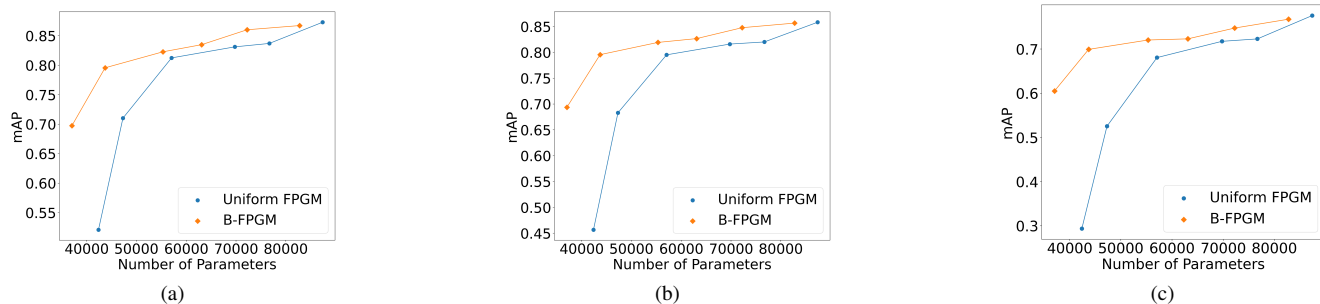 mAP
0.85
0.80
0.75
0.70
0.65
0.60
0.55
40000 50000 60000 70000 80000
Number of Parameters
Uniform FPGM
B-FPGM
(a)
mAP
0.85
0.80
0.75
0.70
0.65
0.60
0.55
0.50
0.45
40000 50000 60000 70000 80000
Number of Parameters
Uniform FPGM
B-FPGM
(b)
mAP
0.7
0.6
0.5
0.4
0.3
40000 50000 60000 70000 80000
Number of Parameters
Uniform FPGM
B-FPGM
(c)